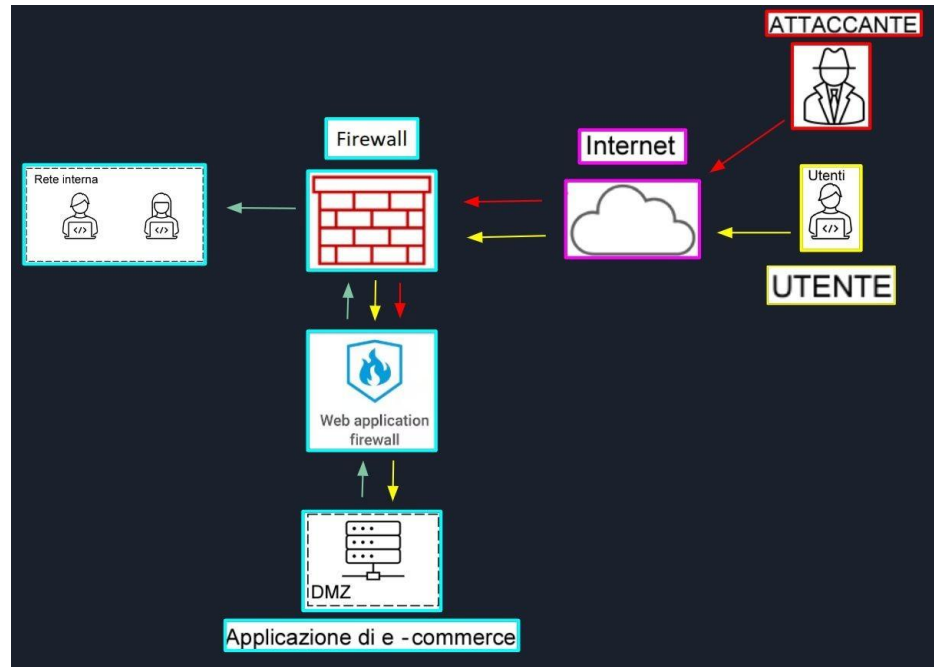 ATTACCANTE
Firewall
Internet
Rete interna
Utenti
UTENTE
Web application
firewall
DMZ
Applicazione di e -commerce